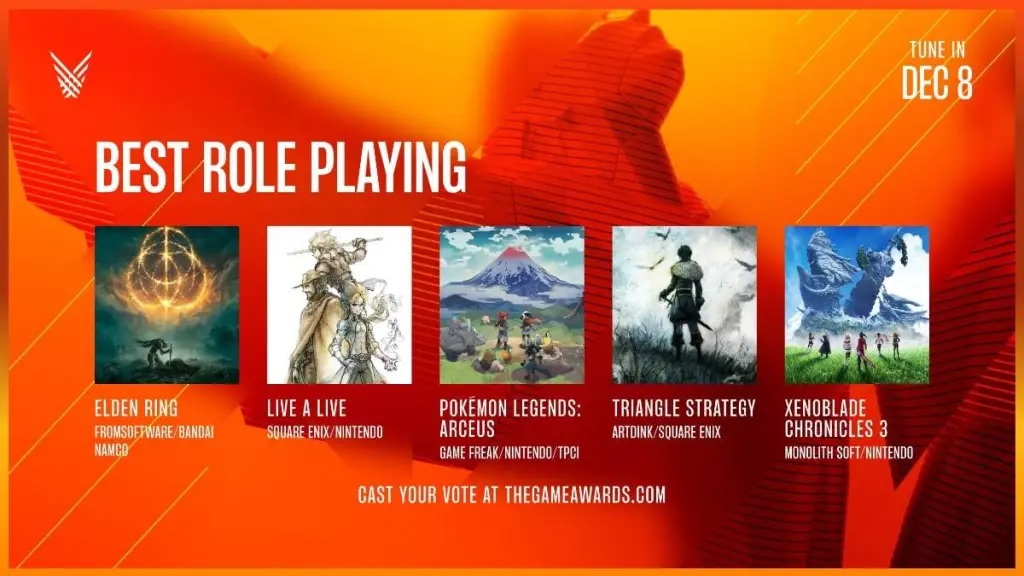 TUNE IN
DEC 8
BEST ROLE PLAYING
ELDEN RING
FROMSOFTWARE/BANDAI
NAMCO
LIVE A LIVE
SQUARE ENIX/NINTENDO
POKÉMON LEGENDS:
ARCEUS
GAME FREAK/NINTENDO/TPCI
TRIANGLE STRATEGY
ARTDINK/SQUARE ENIX
XENOBLADE
CHRONICLES 3
MONOLITH SOFT/NINTENDO
CAST YOUR VOTE AT THEGAMEAWARDS.COM